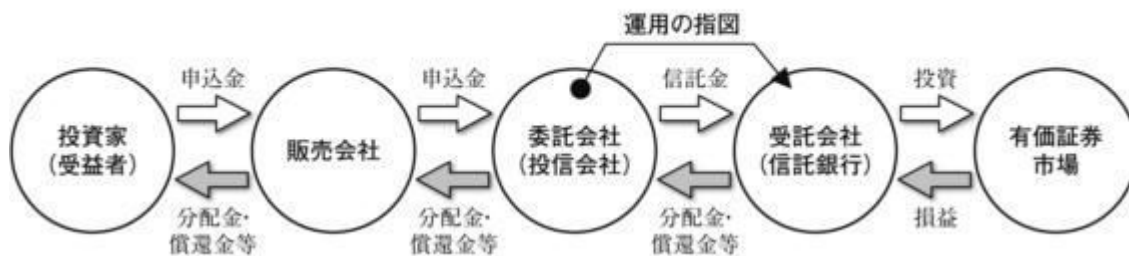 運用の指図
申込金
申込金
信託金
投資
投資家
(受益者)
販売会社
委託会社
(投信会社)
受託会社
(信託銀行)
有価証券
市場
分配金・
償還金等
分配金・
償還金等
分配金・
償還金等
損益